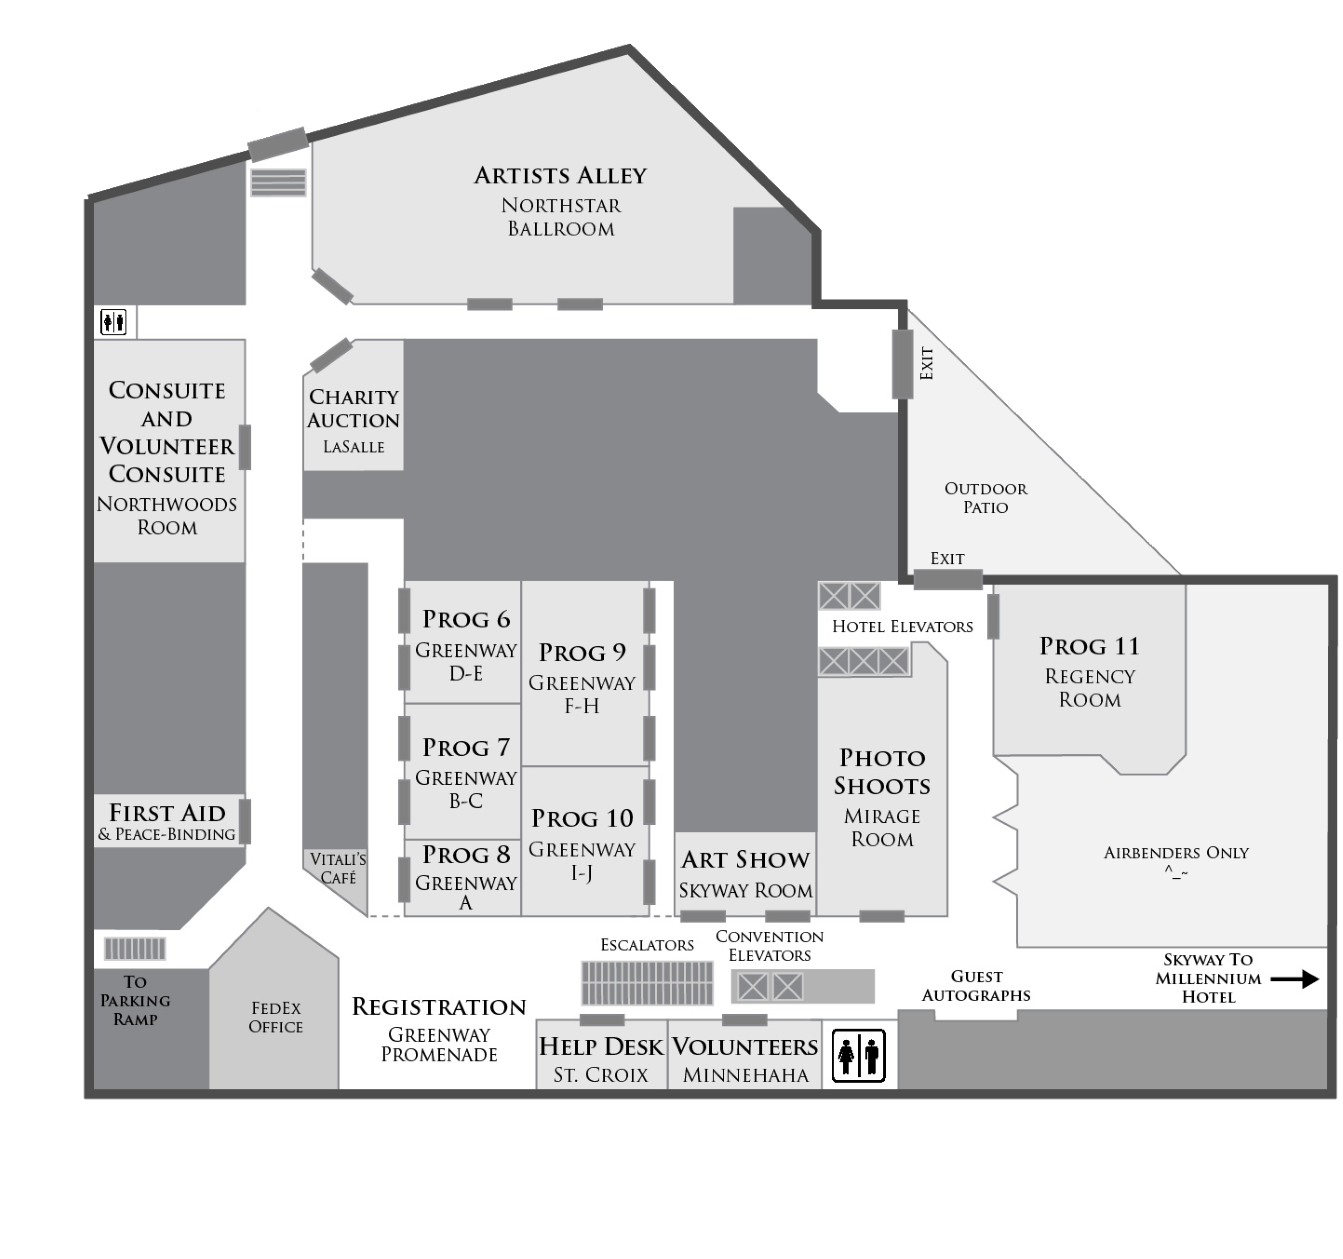 Artists Alley
Northstar
Ballroom
Exit
Consuite
and
Volunteer
Consuite
Northwoods
Room
Charity
Auction
LaSalle
Outdoor
Patio
Exit
Prog 6
Greenway
D-E
Prog 9
Greenway
F-H
Hotel Elevators
Prog 11
Regency
Room
Prog 7
Greenway
B-C
Photo
Shoots
Mirage
Room
First Aid
& Peace-Binding
Prog 10
Greenway
I-J
Prog 8
Greenway
A
Vitali's
Café
Art Show
Skyway Room
Airbenders Only
^_~
Escalators
Convention
Elevators
To
Parking
Ramp
FedEx
Office
Registration
Greenway
Promenade
Guest
Autographs
Skyway To
Millennium
Hotel
Help Desk
St. Croix
Volunteers
Minnehaha